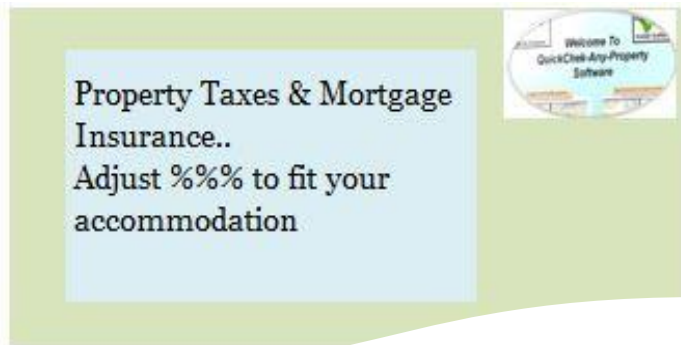 Property Taxes & Mortgage
Insurance..
Adjust %%% to fit your
accommodation
Welcome To
QuickChek-Any-Property
Software